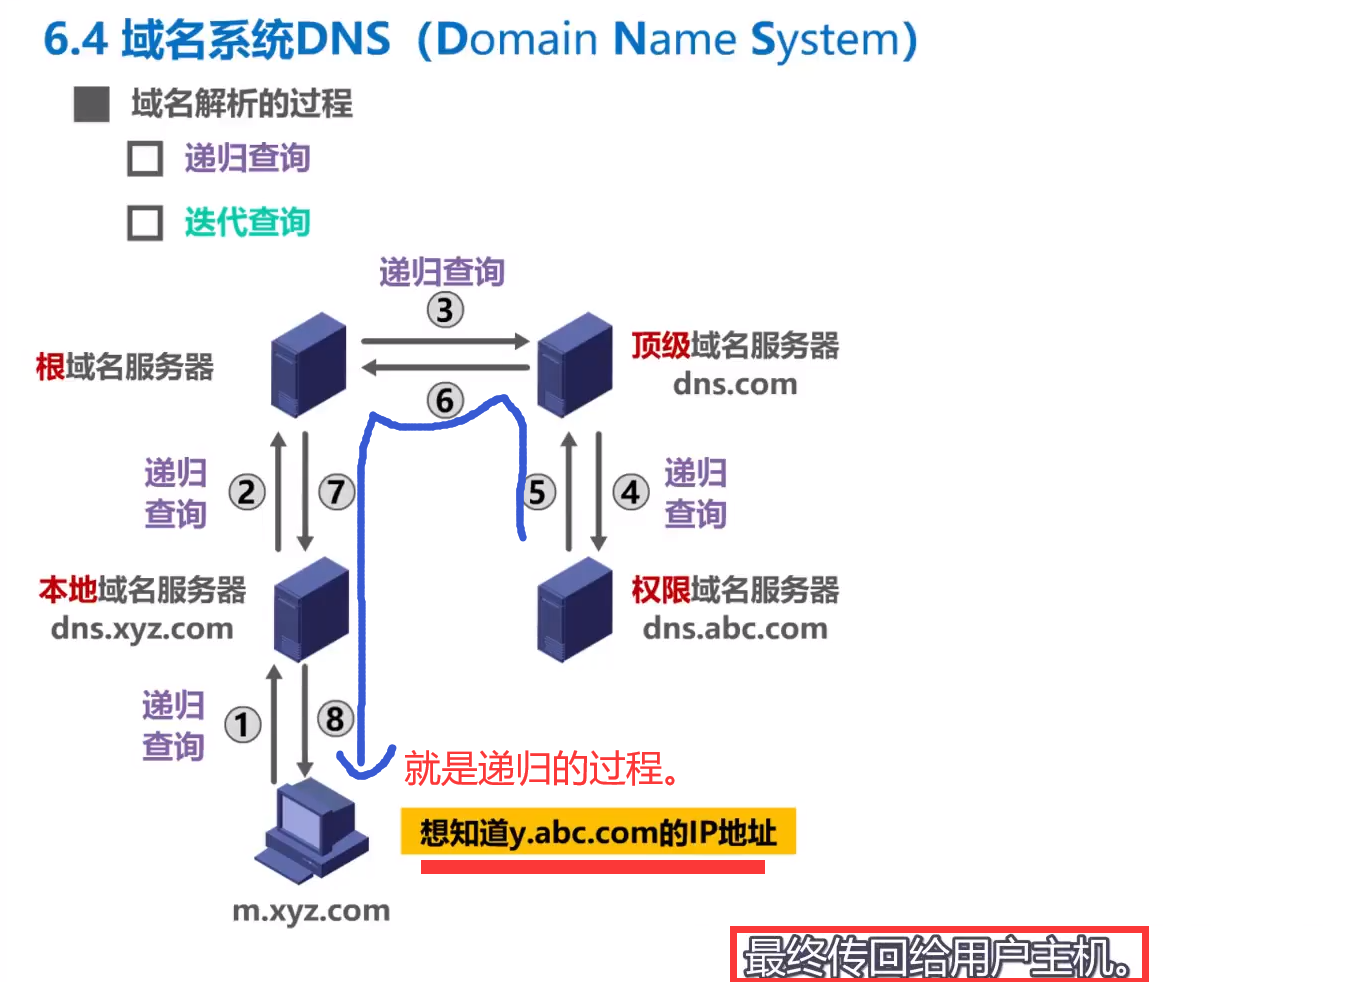 6.4 域名系统DNS（Domain Name System）
域名解析的过程
递归查询
迭代查询
递归查询
③
根域名服务器
顶级域名服务器
dns.com
⑥
递归
查询
②
⑦
⑤
④
递归
查询
本地域名服务器
dns.xyz.com
权限域名服务器
dns.abc.com
递归
查询
①
⑧
就是递归的过程。
想知道y.abc.com的IP地址
m.xyz.com
最终传回给用户主机。